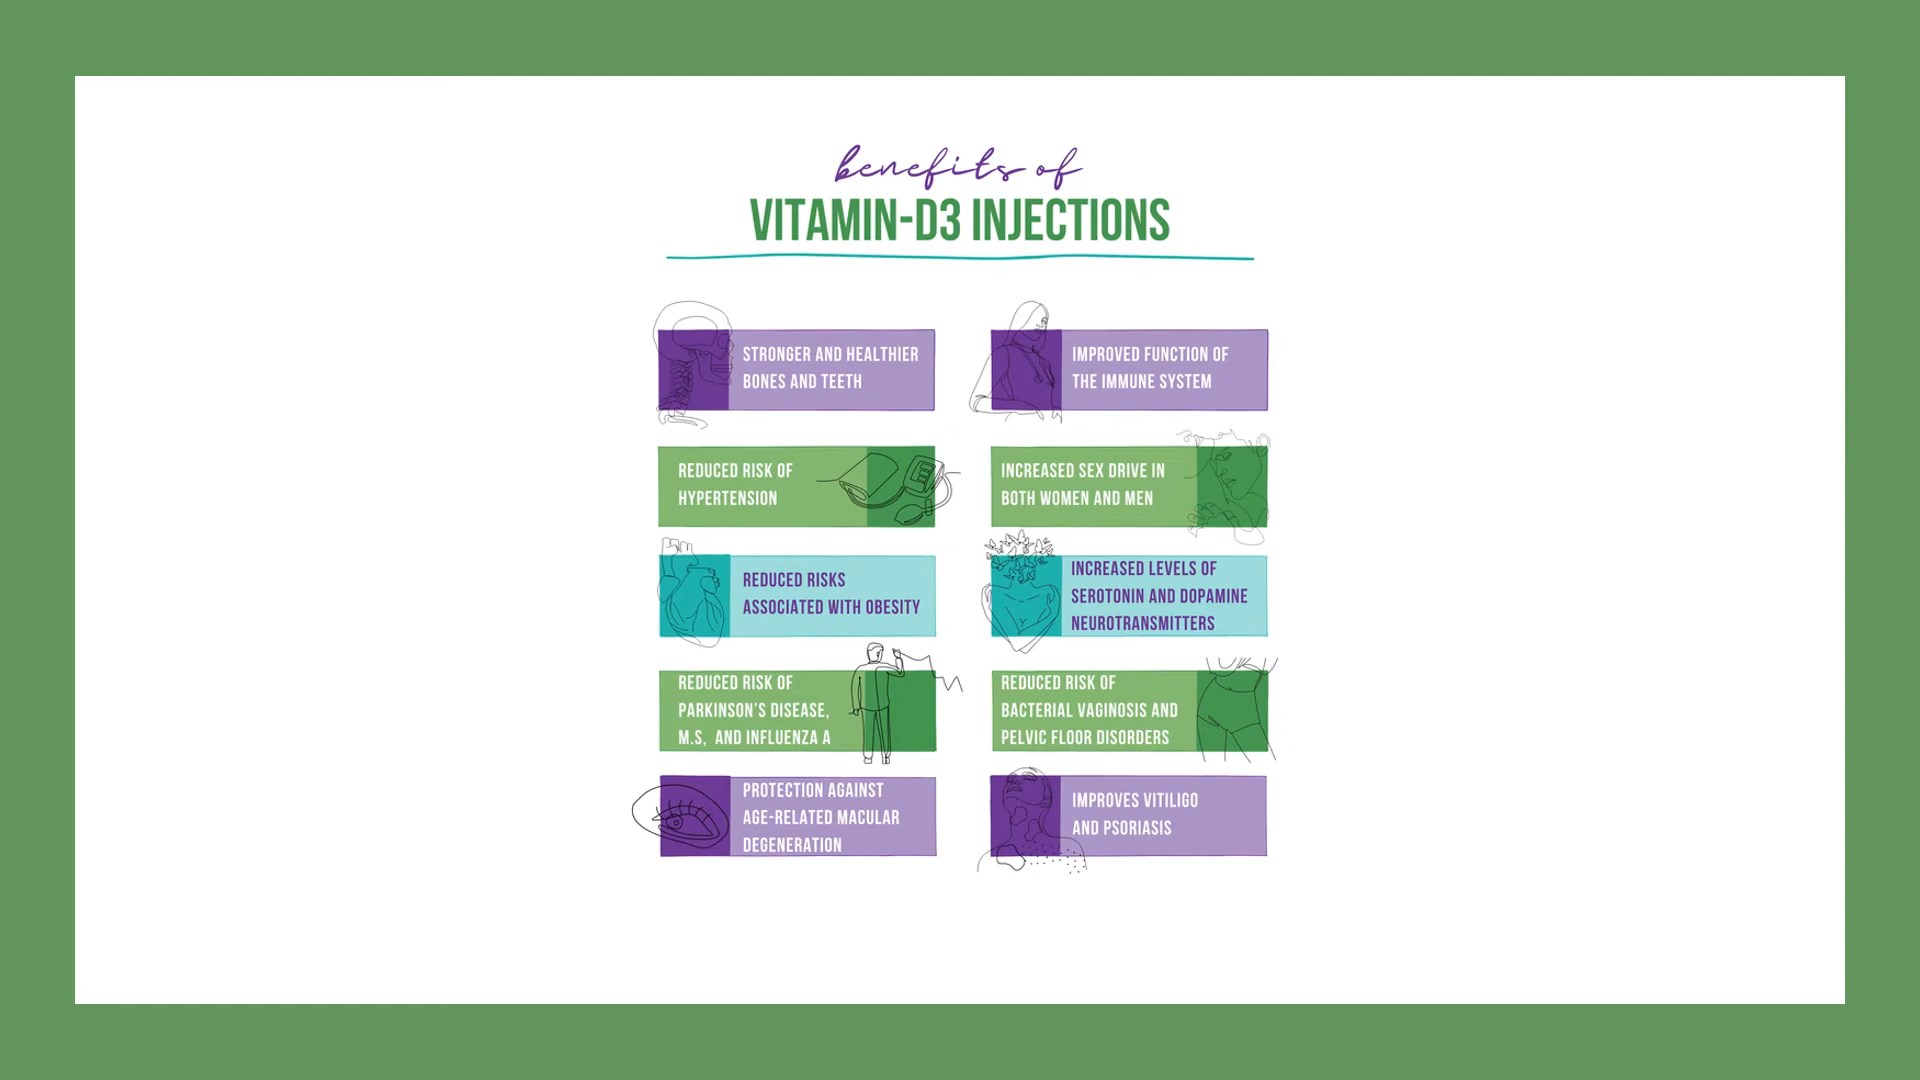 benefits of
VITAMIN-D3 INJECTIONS
STRONGER AND HEALTHIER
BONES AND TEETH
IMPROVED FUNCTION OF
THE IMMUNE SYSTEM
REDUCED RISK OF
HYPERTENSION
INCREASED SEX DRIVE IN
BOTH WOMEN AND MEN
REDUCED RISKS
ASSOCIATED WITH OBESITY
INCREASED LEVELS OF
SEROTONIN AND DOPAMINE
NEUROTRANSMITTERS
REDUCED RISK OF
PARKINSON'S DISEASE,
M.S, AND INFLUENZA A
REDUCED RISK OF
BACTERIAL VAGINOSIS AND
PELVIC FLOOR DISORDERS
PROTECTION AGAINST
AGE-RELATED MACULAR
DEGENERATION
IMPROVES VITILIGO
AND PSORIASIS